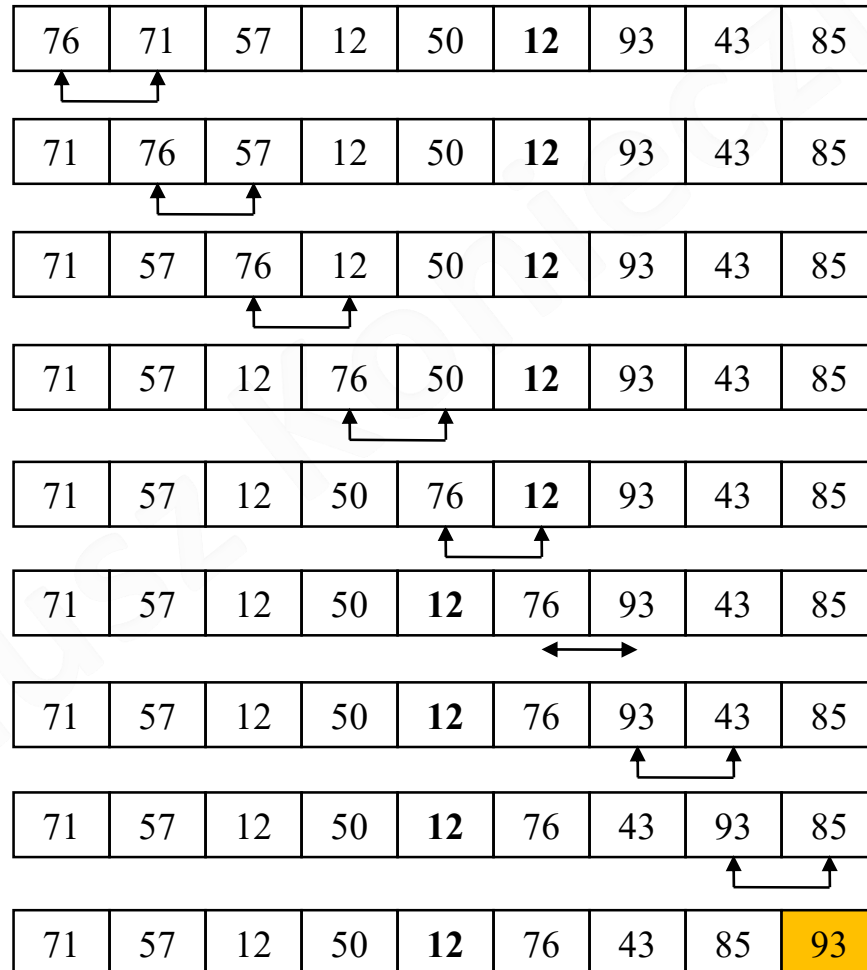 76 71 57 12 50 12 93 43 85
71 76 57 12 50 12 93 43 85
71 57 76 12 50 12 93 43 85
71 57 12 76 50 12 93 43 85
71 57 12 50 76 12 93 43 85
71 57 12 50 12 76 93 43 85
71 57 12 50 12 76 93 43 85
71 57 12 50 12 76 43 93 85
71 57 12 50 12 76 43 85 93